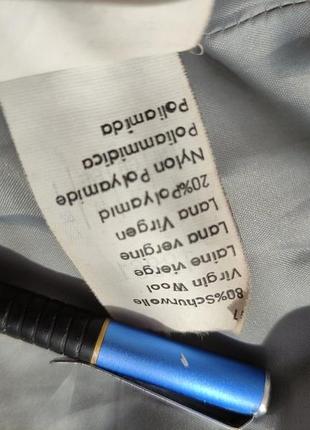 80%Schurwolle
Virgin Wool
Laine vierge
Lana vergine
Lana Virgen
20%Polyamid
Nylon Polyamide
Poliammidica
Poliamida